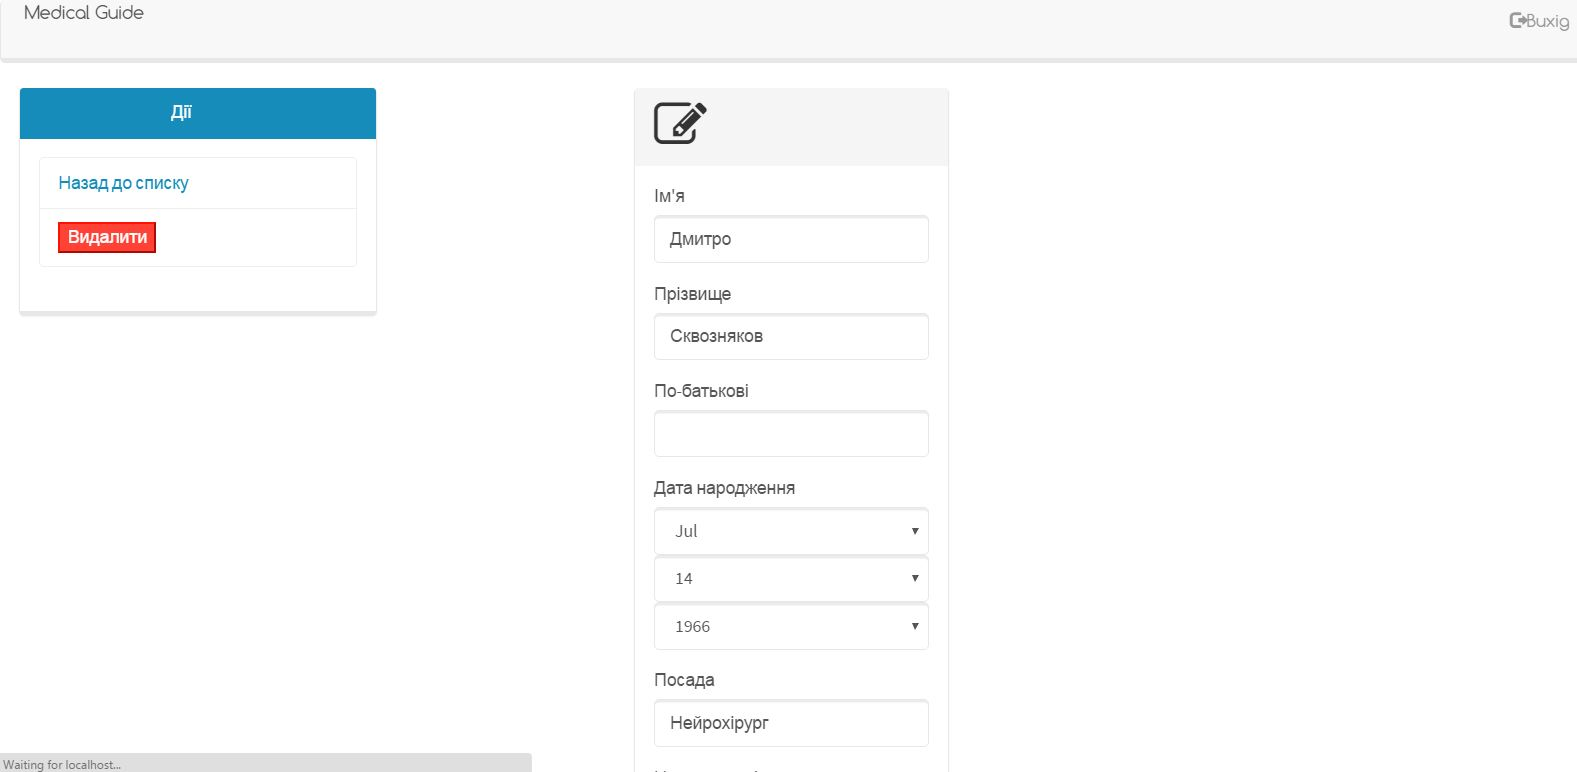 Medical Guide
Вихід
Дії
Назад до списку
Видалити
Ім'я
Дмитро
Прізвище
Сквозняков
По-батькові
Дата народження
Jul
14
1966
Посада
Нейрохірург
Waiting for localhost...